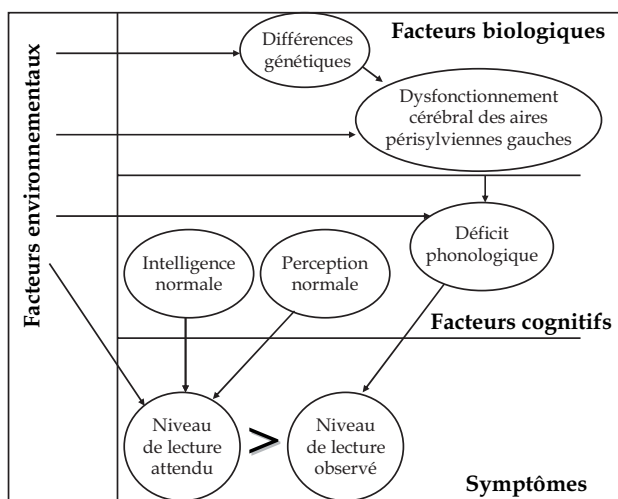 Facteurs environnementaux
Facteurs biologiques
Différences
génétiques
Dysfonctionnement
cérébral des aires
périsylviennes gauches
Déficit
phonologique
Intelligence
normale
Perception
normale
Facteurs cognitifs
Niveau
de lecture
attendu
>
Niveau
de lecture
observé
Symptômes